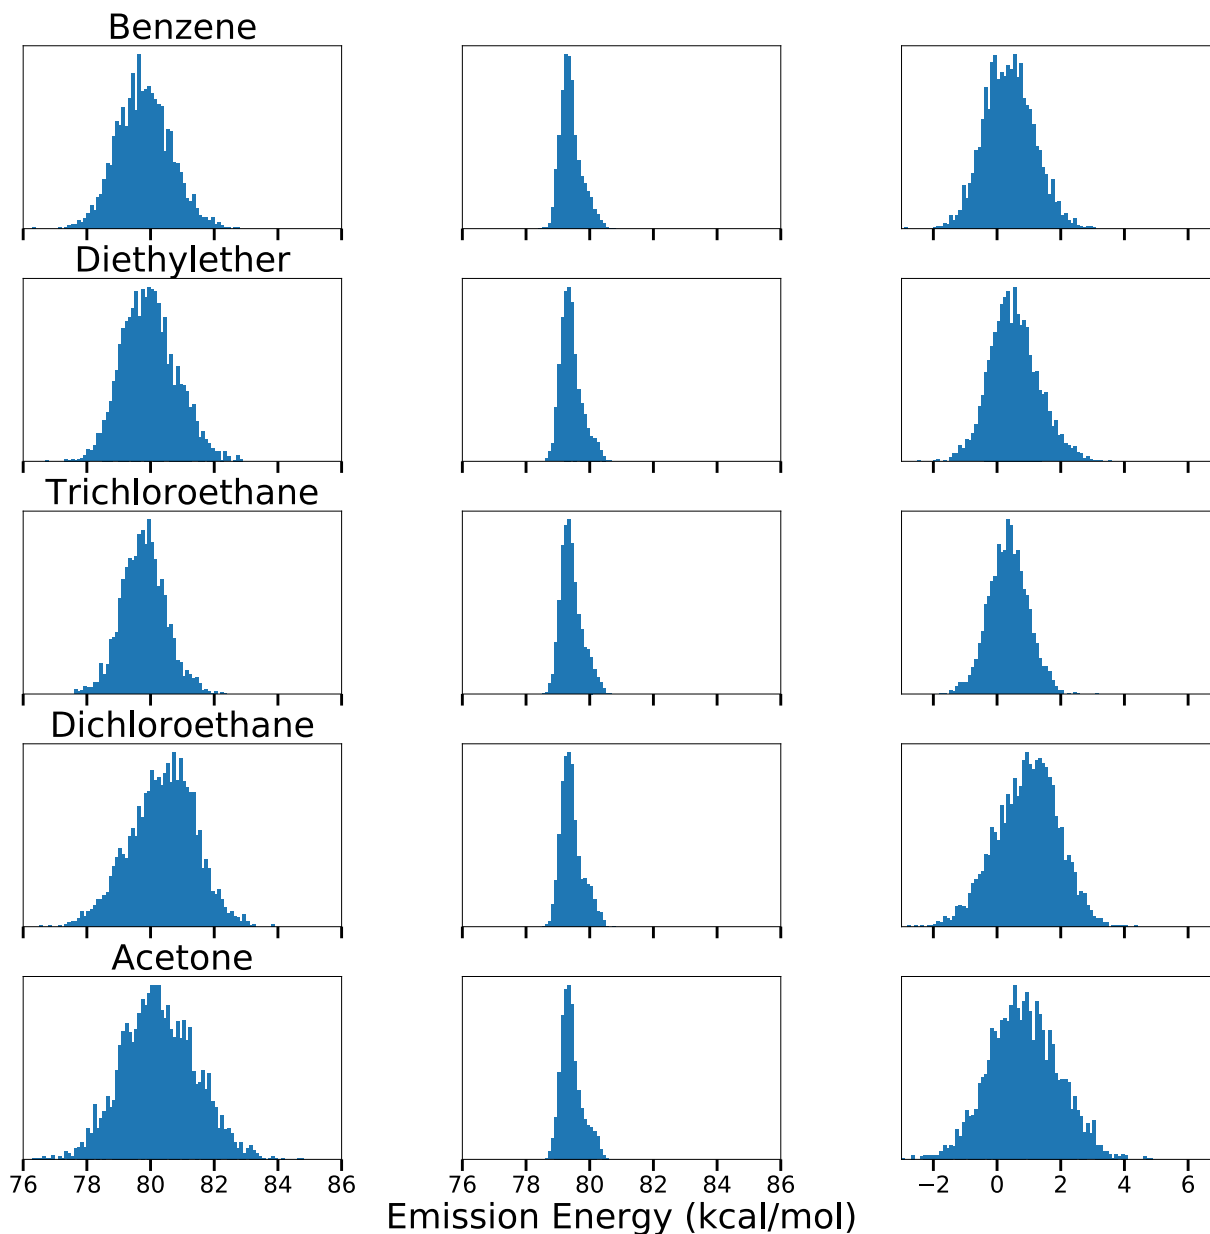 Benzene
Diethylether
Trichloroethane
Dichloroethane
Acetone
76 78 80 82 84 86 76 78 80 82 84 86 −2 0 2 4 6
Emission Energy (kcal/mol)